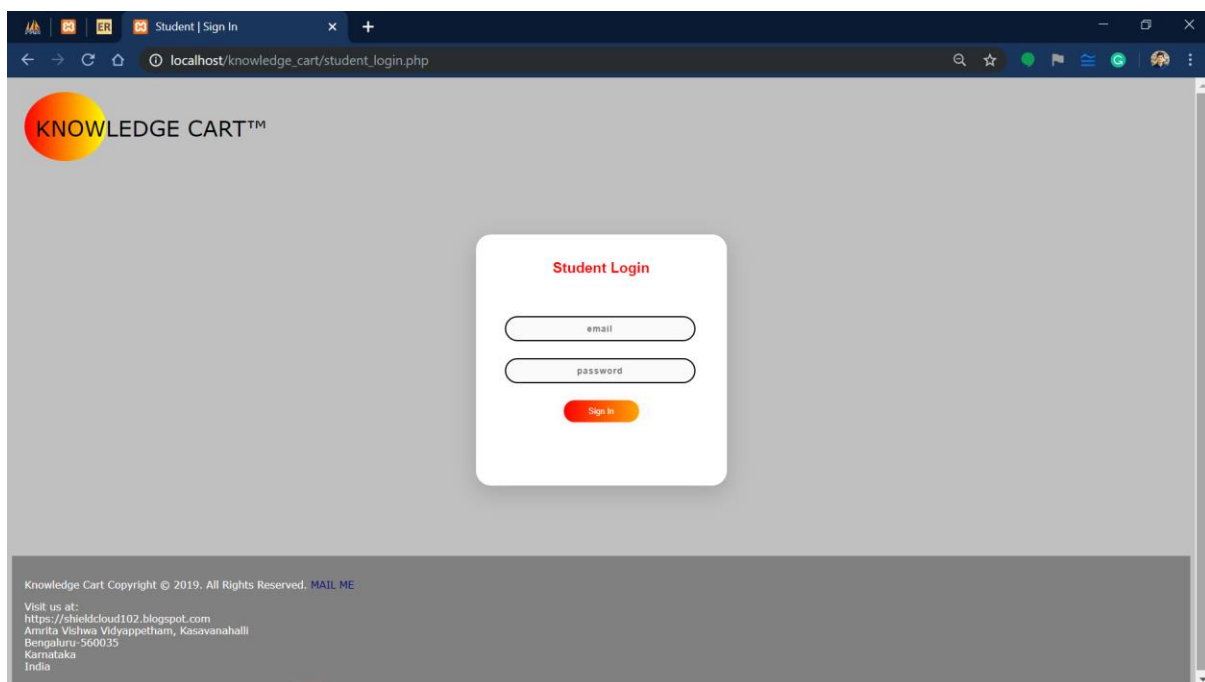 ER
Student | Sign In
localhost/knowledge_cart/student_login.php
KNOWLEDGE CART™
Student Login
email
password
Sign In
Knowledge Cart Copyright © 2019. All Rights Reserved. MAIL ME
Visit us at:
https://shieldcloud102.blogspot.com
Amrita Vishwa Vidyappetham, Kasavanahalli
Bengaluru-560035
Karnataka
India